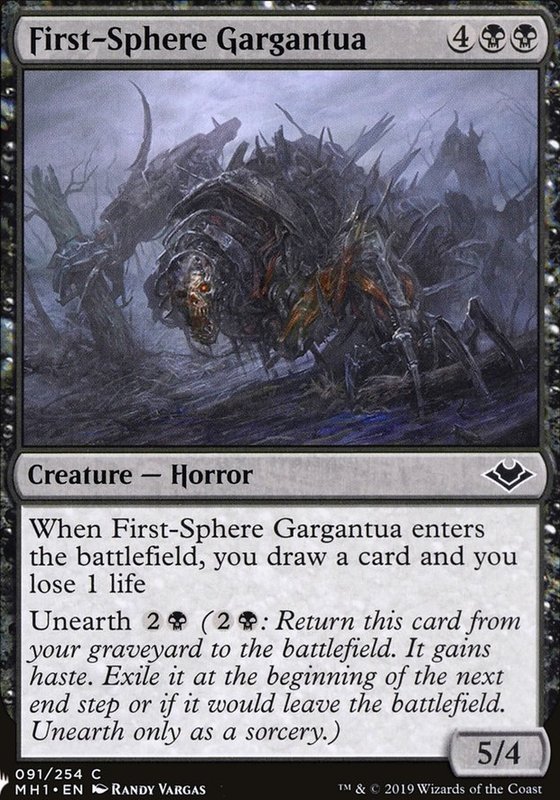 First-Sphere Gargantua 4
Creature — Horror
When First-Sphere Gargantua enters
the battlefield, you draw a card and you
lose 1 life
Unearth 2 (2: Return this card from
your graveyard to the battlefield. It gains
haste. Exile it at the beginning of the next
end step or if it would leave the battlefield.
Unearth only as a sorcery.)
5/4
091/254 C
MH1 • EN RANDY VARGAS
™ & © 2019 Wizards of the Coast